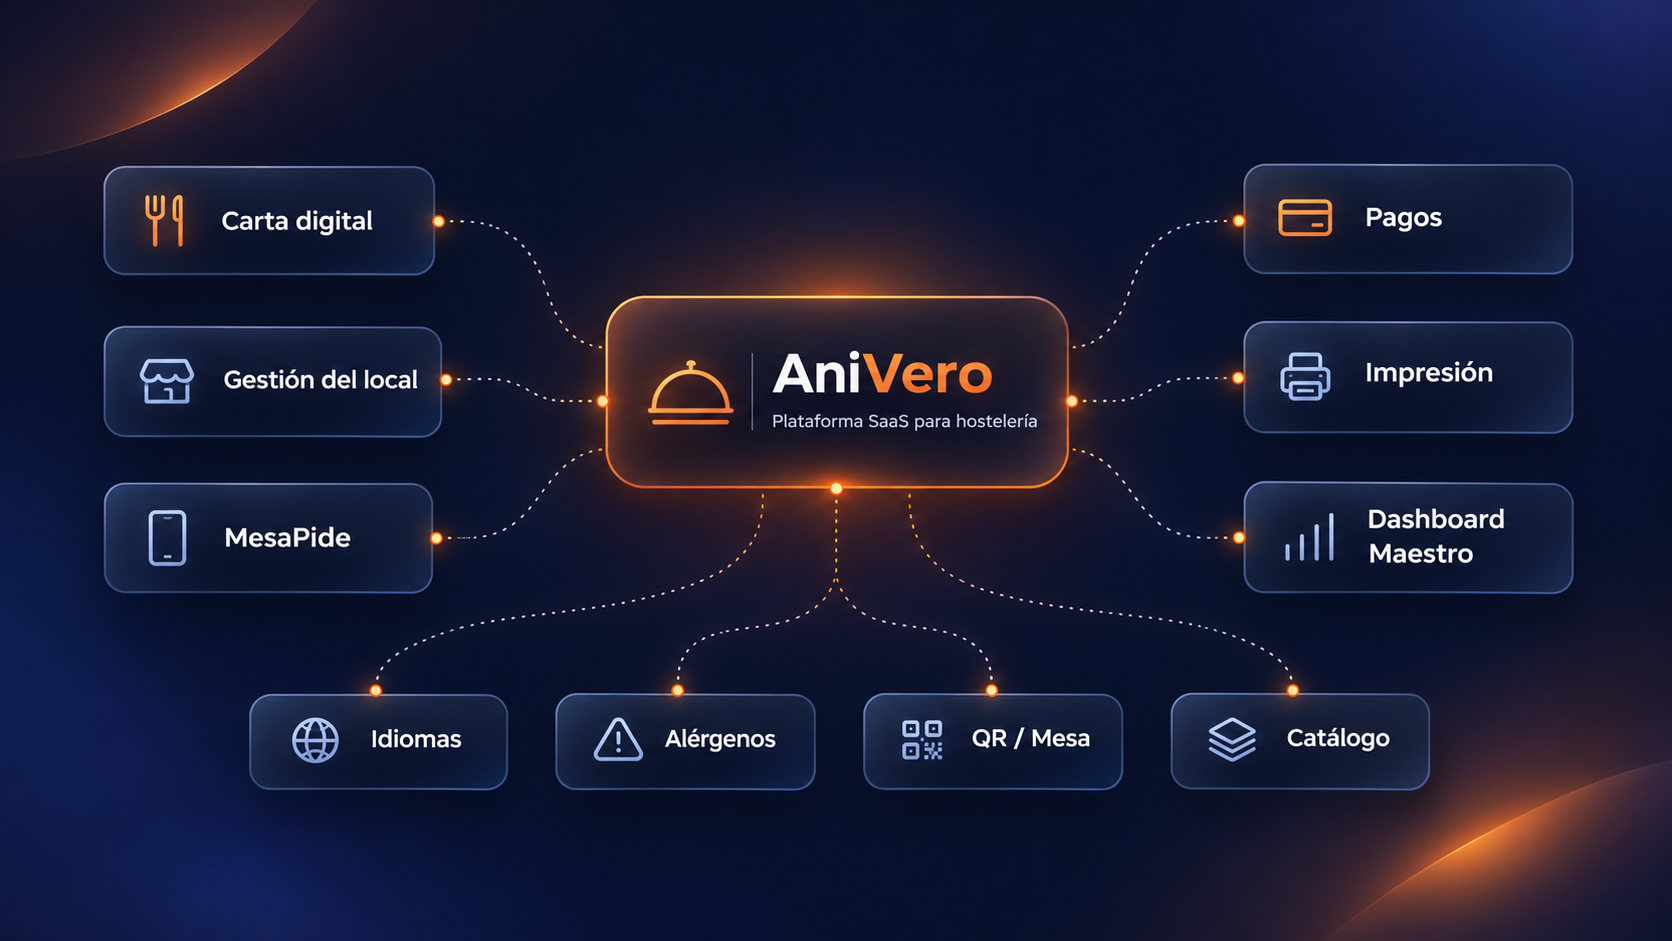 Carta digital
Gestión del local
MesaPide
AniVero
Plataforma SaaS para hostelería
Pagos
Impresión
Dashboard
Maestro
Idiomas
Alérgenos
QR / Mesa
Catálogo